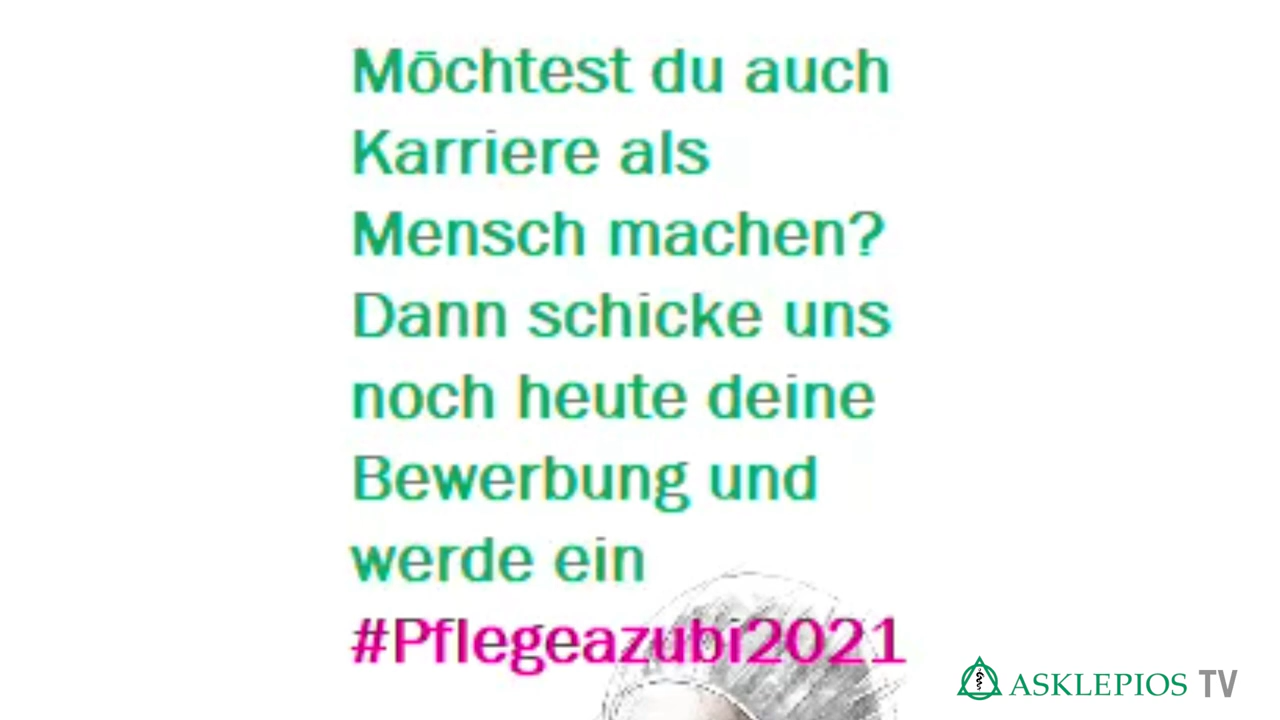 Möchtest du auch
Karriere als
Mensch machen?
Dann schicke uns
noch heute deine
Bewerbung und
werde ein
#Pflegeazubi2021
ASKLEPIOS TV